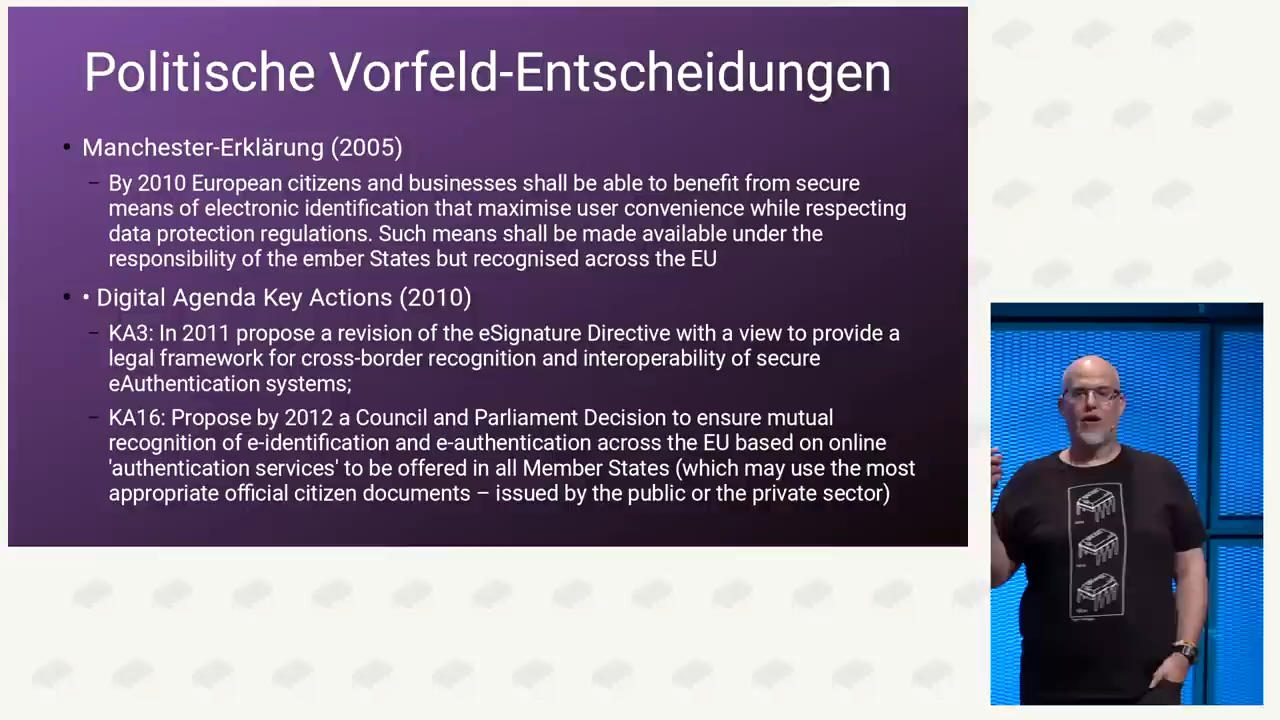 Politische Vorfeld-Entscheidungen
• Manchester-Erklärung (2005)
– By 2010 European citizens and businesses shall be able to benefit from secure
means of electronic identification that maximise user convenience while respecting
data protection regulations. Such means shall be made available under the
responsibility of the ember States but recognised across the EU
• • Digital Agenda Key Actions (2010)
– KA3: In 2011 propose a revision of the eSignature Directive with a view to provide a
legal framework for cross-border recognition and interoperability of secure
eAuthentication systems;
– KA16: Propose by 2012 a Council and Parliament Decision to ensure mutual
recognition of e-identification and e-authentication across the EU based on online
'authentication services' to be offered in all Member States (which may use the most
appropriate official citizen documents – issued by the public or the private sector)